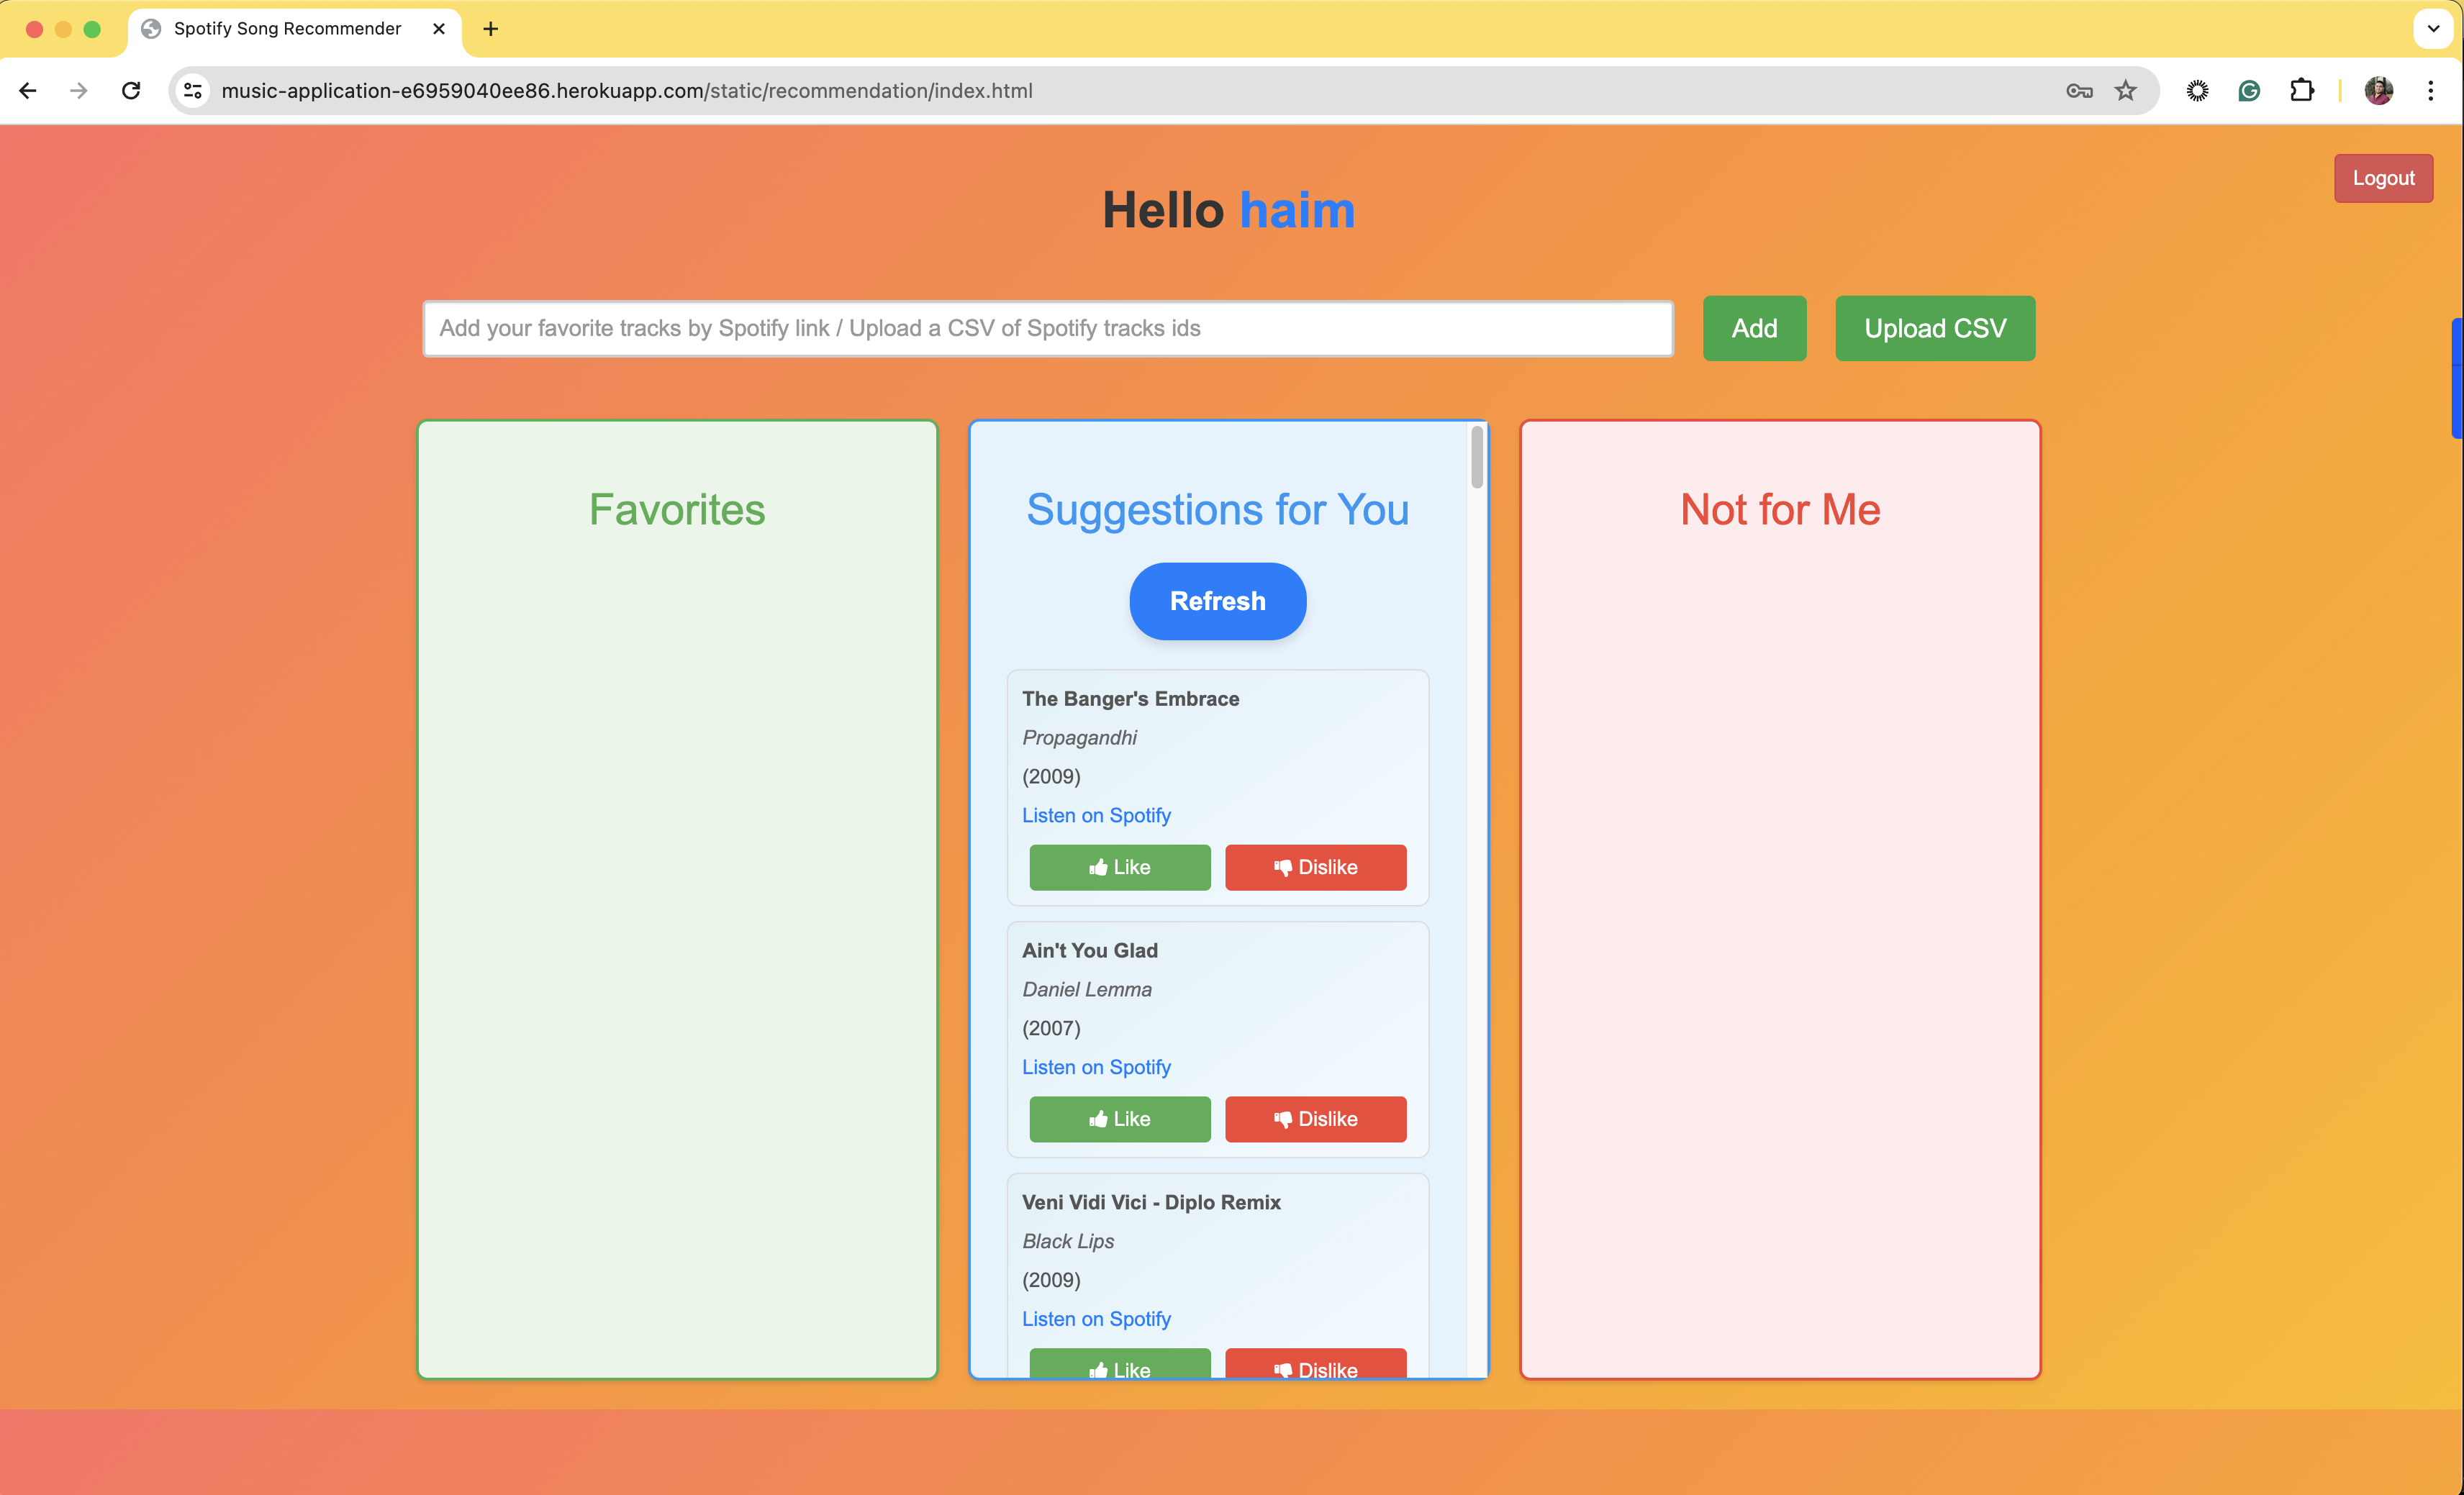 Spotify Song Recommender
music-application-e6959040ee86.herokuapp.com/static/recommendation/index.html
Logout
Hello haim
Add your favorite tracks by Spotify link / Upload a CSV of Spotify tracks ids
Add
Upload CSV
Favorites
Suggestions for You
Refresh
The Banger's Embrace
Propagandhi
(2009)
Listen on Spotify
Like
Dislike
Ain't You Glad
Daniel Lemma
(2007)
Listen on Spotify
Like
Dislike
Veni Vidi Vici - Diplo Remix
Black Lips
(2009)
Listen on Spotify
Like
Dislike
Not for Me